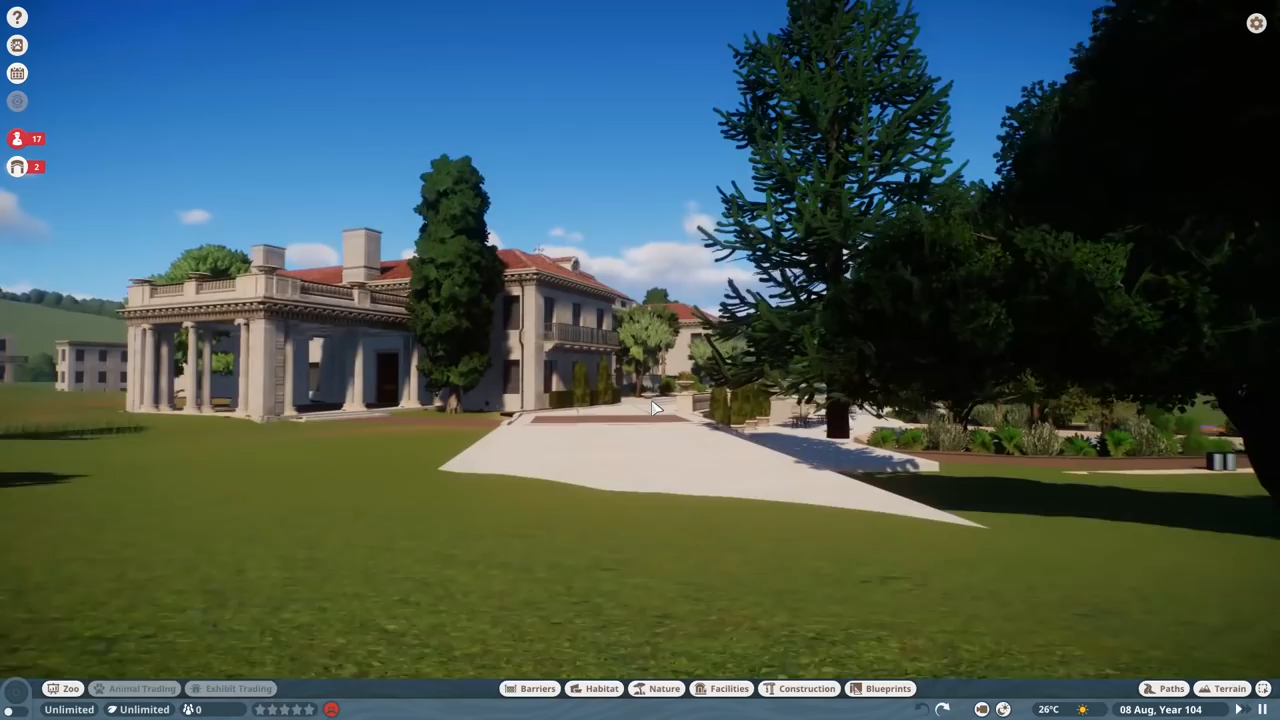 ?
17
2
Zoo
Animal Trading
Exhibit Trading
Barriers
Habitat
Nature
Facilities
Construction
Blueprints
Paths
Terrain
Unlimited
Unlimited
0
26°C
08 Aug, Year 104